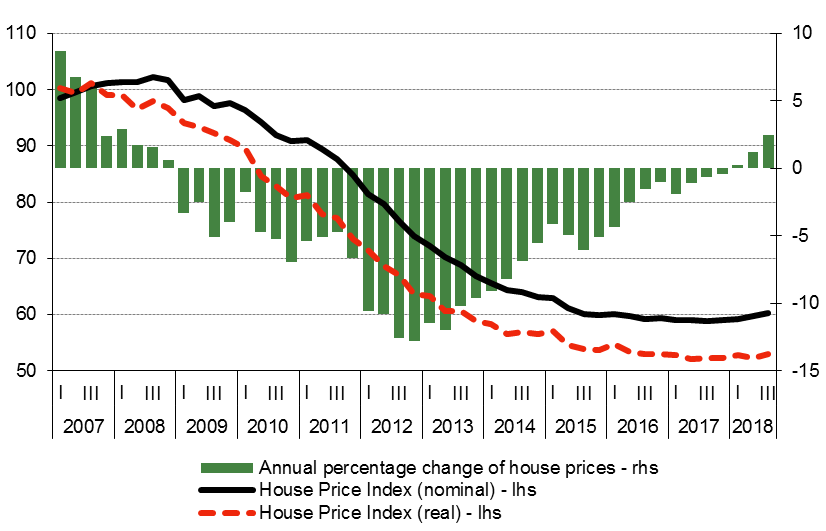 110 10
100 5
90 0
80
70 -5
60 -10
50 -15
I III I III I III I III I III I III I III I III I III I III I III I III
2007 2008 2009 2010 2011 2012 2013 2014 2015 2016 2017 2018
Annual percentage change of house prices - rhs
House Price Index (nominal) - lhs
House Price Index (real) - lhs